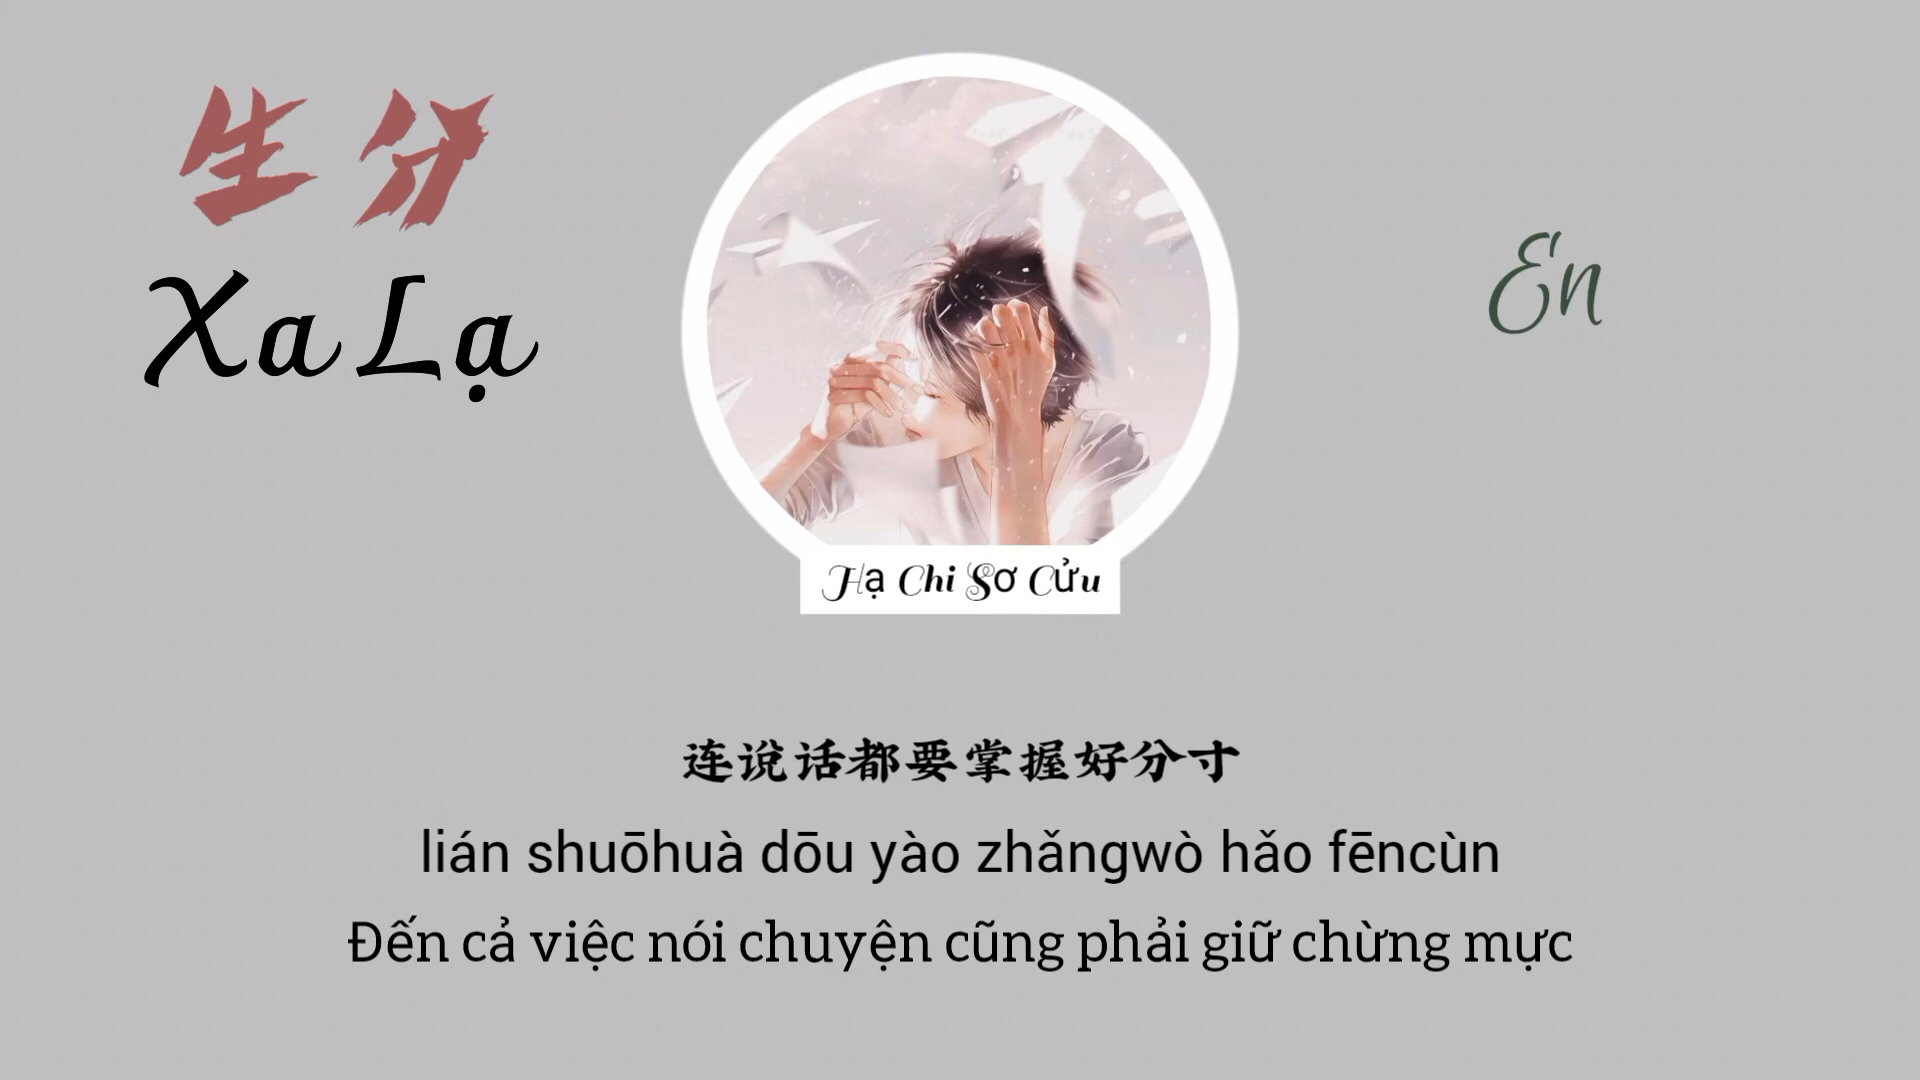 生分
Xa Lạ
En
Hạ Chi Sơ Cửu
连说话都要掌握好分寸
lián shuōhuà dōu yào zhǎngwò hǎo fēncùn
Đến cả việc nói chuyện cũng phải giữ chừng mực